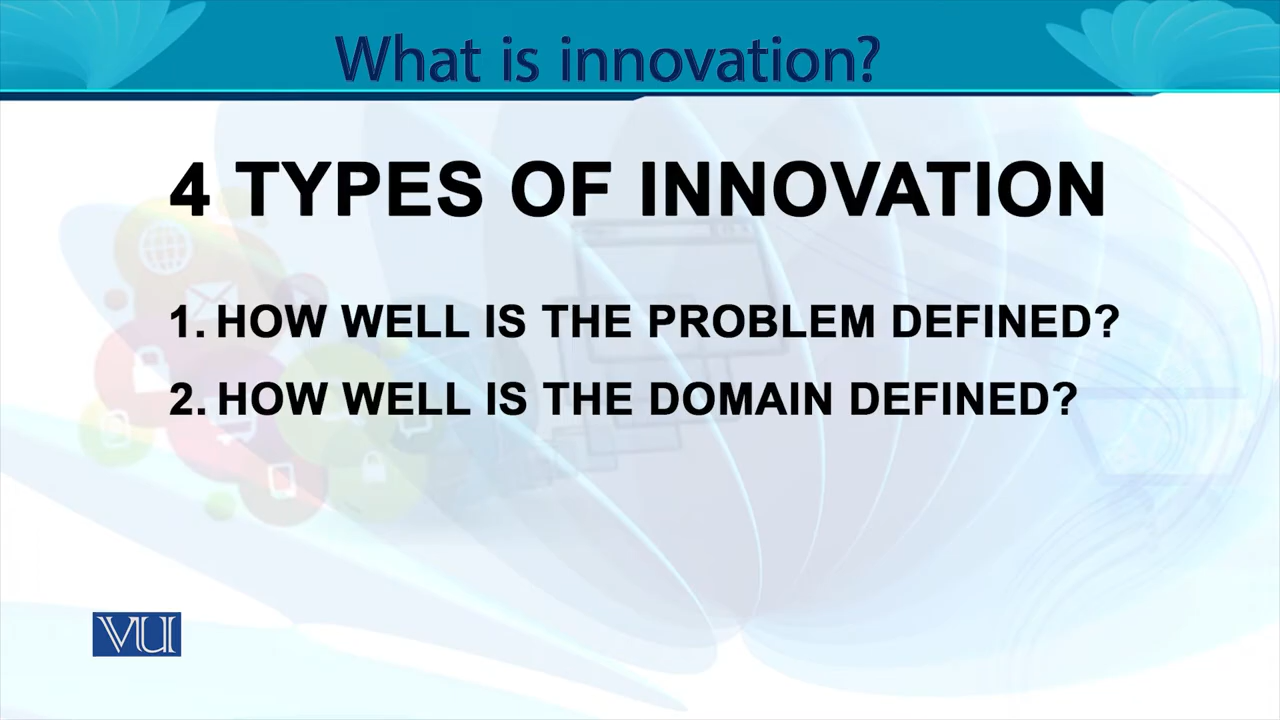 What is innovation?
4 TYPES OF INNOVATION
1. HOW WELL IS THE PROBLEM DEFINED?
2. HOW WELL IS THE DOMAIN DEFINED?
VU